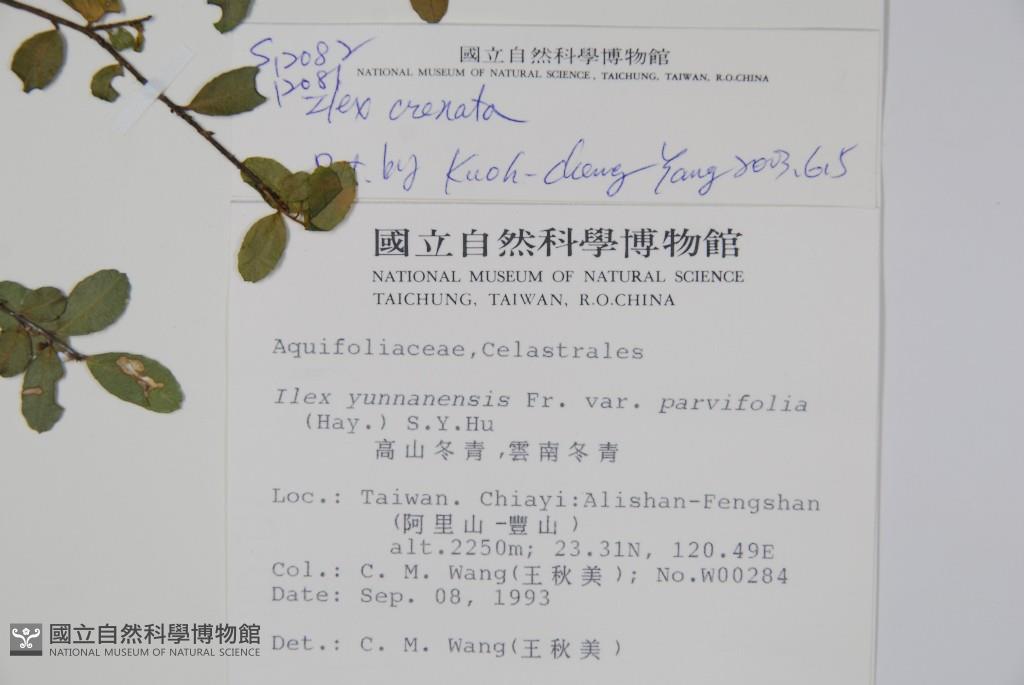 S12082
12081
國立自然科學博物館
NATIONAL MUSEUM OF NATURAL SCIENCE, TAICHUNG, TAIWAN, R.O.CHINA
Ilex crenata
by Kuoh-cheng Yang 2003.6.5
國立自然科學博物館
NATIONAL MUSEUM OF NATURAL SCIENCE
TAICHUNG, TAIWAN, R.O.CHINA
Aquifoliaceae,Celastrales
Ilex yunnanensis Fr. var. parvifolia
(Hay.) S.Y.Hu
高山冬青,雲南冬青
Loc.: Taiwan. Chiayi:Alishan-Fengshan
(阿里山-豐山)
alt.2250m; 23.31N, 120.49E
Col.: C. M. Wang(王秋美); No.W00284
Date: Sep. 08, 1993
Det.: C. M. Wang(王秋美)
國立自然科學博物館
NATIONAL MUSEUM OF NATURAL SCIENCE